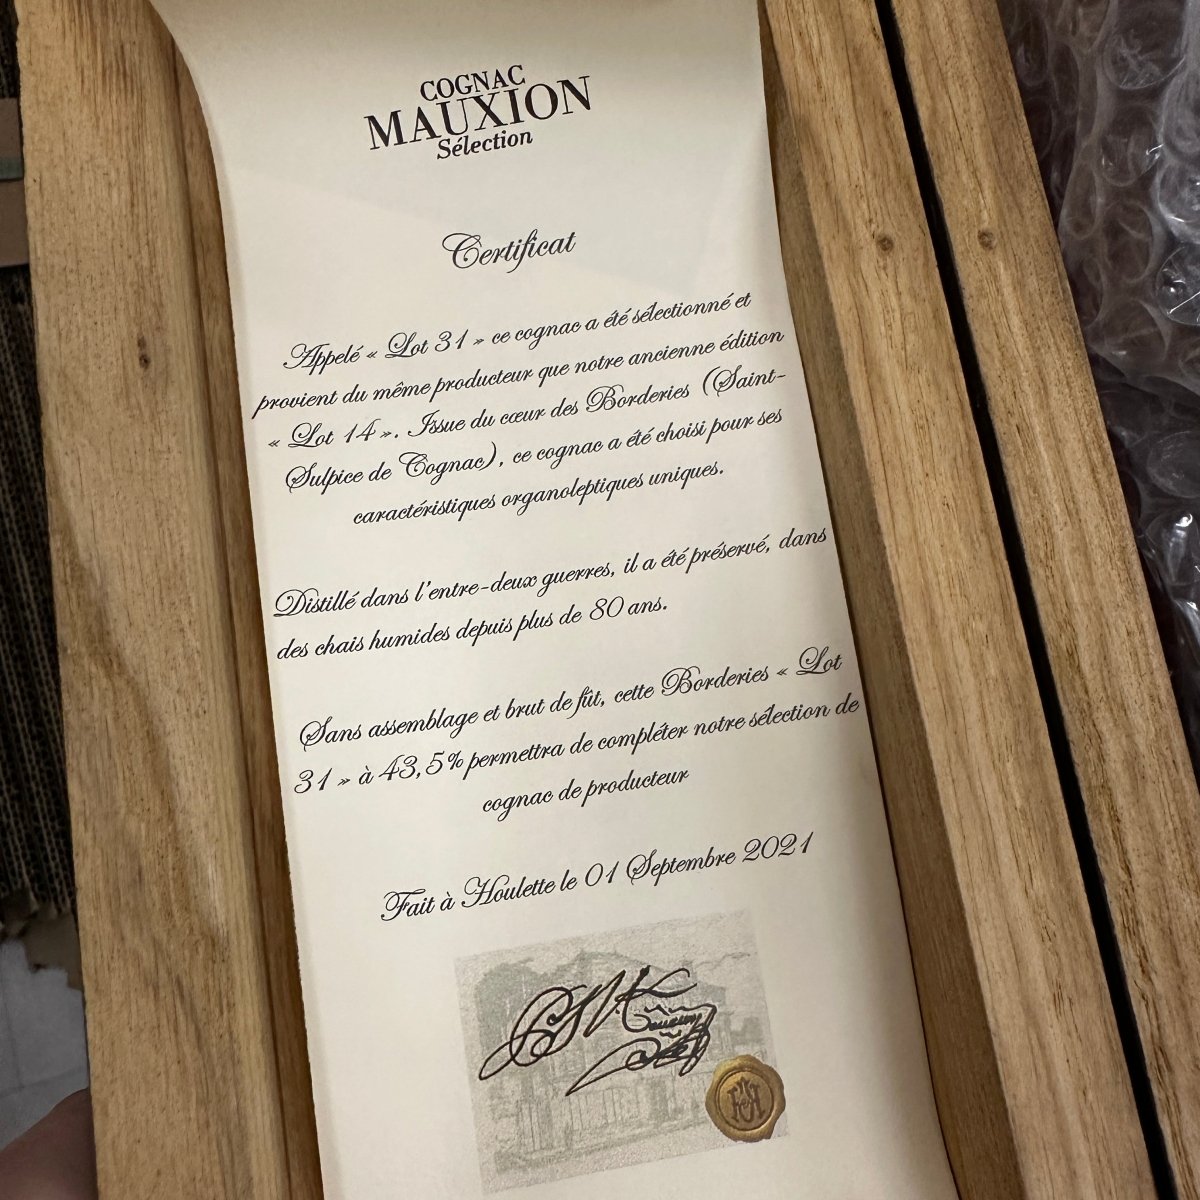 COGNAC
MAUXION
Sélection
Certificat
Appelé « Lot 31 » ce cognac a été sélectionné et
provient du même producteur que notre ancienne édition
« Lot 14 ». Issue du cœur des Borderies (Saint-
Sulpice de Cognac), ce cognac a été choisi pour ses
caractéristiques organoleptiques uniques.
Distillé dans l'entre-deux guerres, il a été préservé, dans
des chais humides depuis plus de 80 ans.
Sans assemblage et brut de fût, cette Borderies « Lot
31 » à 43,5% permettra de compléter notre sélection de
cognac de producteur
Fait à Houlette le 01 Septembre 2021